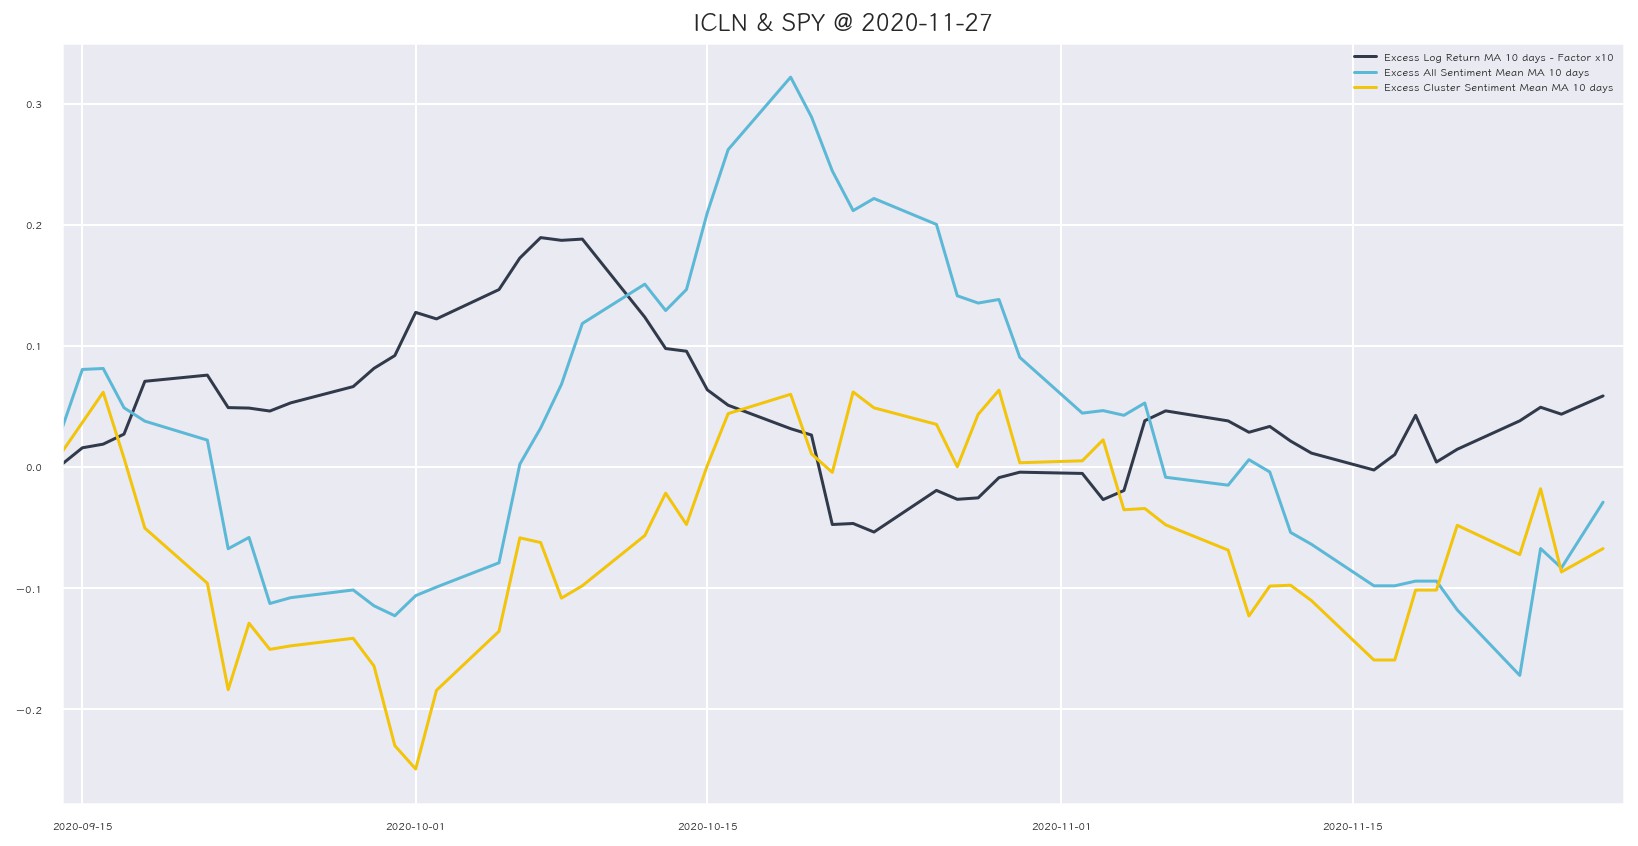 ICLN & SPY @ 2020-11-27
Excess Log Return MA 10 days - Factor x10
Excess All Sentiment Mean MA 10 days
Excess Cluster Sentiment Mean MA 10 days
0.3
0.2
0.1
0.0
−0.1
−0.2
2020-09-15
2020-10-01
2020-10-15
2020-11-01
2020-11-15